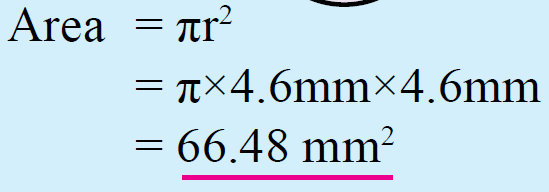 Area = πr²
= π×4.6mm×4.6mm
= 66.48 mm²